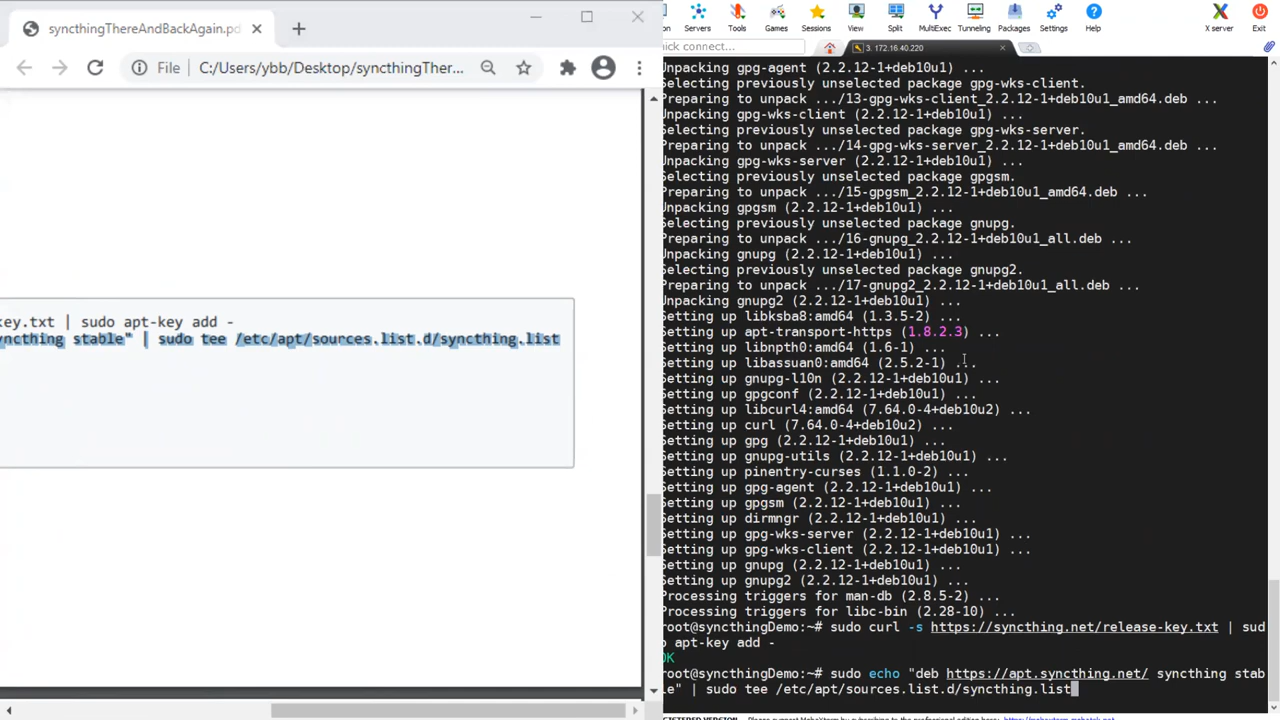 syncthingThereAndBackAgain.pd
File C:/Users/ybb/Desktop/syncthingTher...
key.txt | sudo apt-key add -
yncthing stable" | sudo tee /etc/apt/sources.list.d/syncthing.list
Servers Tools Games Sessions View Split MultiExec Tunneling Packages Settings Help X server Exit
ick connect...
3. 172.16.40.220
Unpacking gpg-agent (2.2.12-1+deb10u1) ...
Selecting previously unselected package gpg-wks-client.
Preparing to unpack .../13-gpg-wks-client_2.2.12-1+deb10u1_amd64.deb ...
Unpacking gpg-wks-client (2.2.12-1+deb10u1) ...
Selecting previously unselected package gpg-wks-server.
Preparing to unpack .../14-gpg-wks-server_2.2.12-1+deb10u1_amd64.deb ...
Unpacking gpg-wks-server (2.2.12-1+deb10u1) ...
Selecting previously unselected package gpgsm.
Preparing to unpack .../15-gpgsm_2.2.12-1+deb10u1_amd64.deb ...
Unpacking gpgsm (2.2.12-1+deb10u1) ...
Selecting previously unselected package gnupg.
Preparing to unpack .../16-gnupg_2.2.12-1+deb10u1_all.deb ...
Unpacking gnupg (2.2.12-1+deb10u1) ...
Selecting previously unselected package gnupg2.
Preparing to unpack .../17-gnupg2_2.2.12-1+deb10u1_all.deb ...
Unpacking gnupg2 (2.2.12-1+deb10u1) ...
Setting up libksba8:amd64 (1.3.5-2) ...
Setting up apt-transport-https (1.8.2.3) ...
Setting up libnpth0:amd64 (1.6-1) ...
Setting up libassuan0:amd64 (2.5.2-1) ...
Setting up gnupg-l10n (2.2.12-1+deb10u1) ...
Setting up gpgconf (2.2.12-1+deb10u1) ...
Setting up libcurl4:amd64 (7.64.0-4+deb10u2) ...
Setting up curl (7.64.0-4+deb10u2) ...
Setting up gpg (2.2.12-1+deb10u1) ...
Setting up gnupg-utils (2.2.12-1+deb10u1) ...
Setting up pinentry-curses (1.1.0-2) ...
Setting up gpg-agent (2.2.12-1+deb10u1) ...
Setting up gpgsm (2.2.12-1+deb10u1) ...
Setting up dirmngr (2.2.12-1+deb10u1) ...
Setting up gpg-wks-server (2.2.12-1+deb10u1) ...
Setting up gpg-wks-client (2.2.12-1+deb10u1) ...
Setting up gnupg (2.2.12-1+deb10u1) ...
Setting up gnupg2 (2.2.12-1+deb10u1) ...
Processing triggers for man-db (2.8.5-2) ...
Processing triggers for libc-bin (2.28-10) ...
root@syncthingDemo:~# sudo curl -s https://syncthing.net/release-key.txt | sud
o apt-key add -
OK
root@syncthingDemo:~# sudo echo "deb https://apt.syncthing.net/ syncthing stab
le" | sudo tee /etc/apt/sources.list.d/syncthing.list